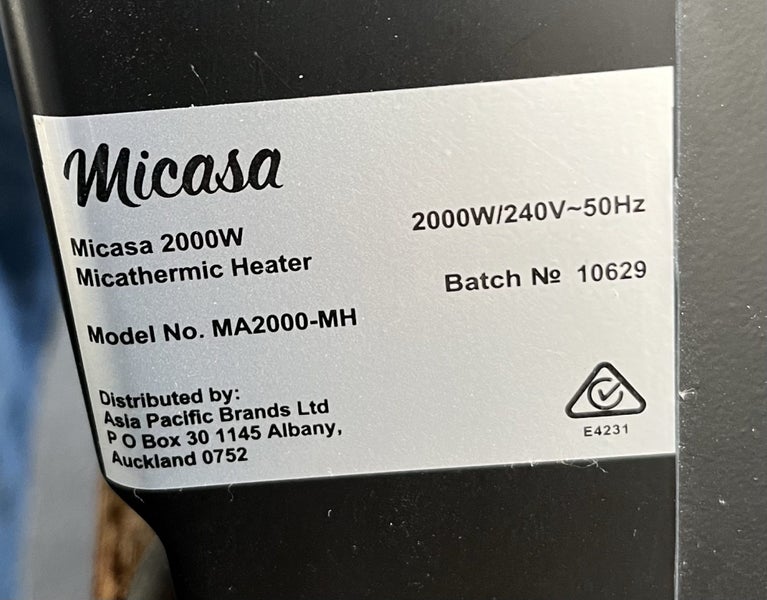 Micasa
Micasa 2000W
Micathermic Heater
Model No. MA2000-MH
Distributed by:
Asia Pacific Brands Ltd
P O Box 30 1145 Albany,
Auckland 0752
2000W/240V~50Hz
Batch № 10629
E4231